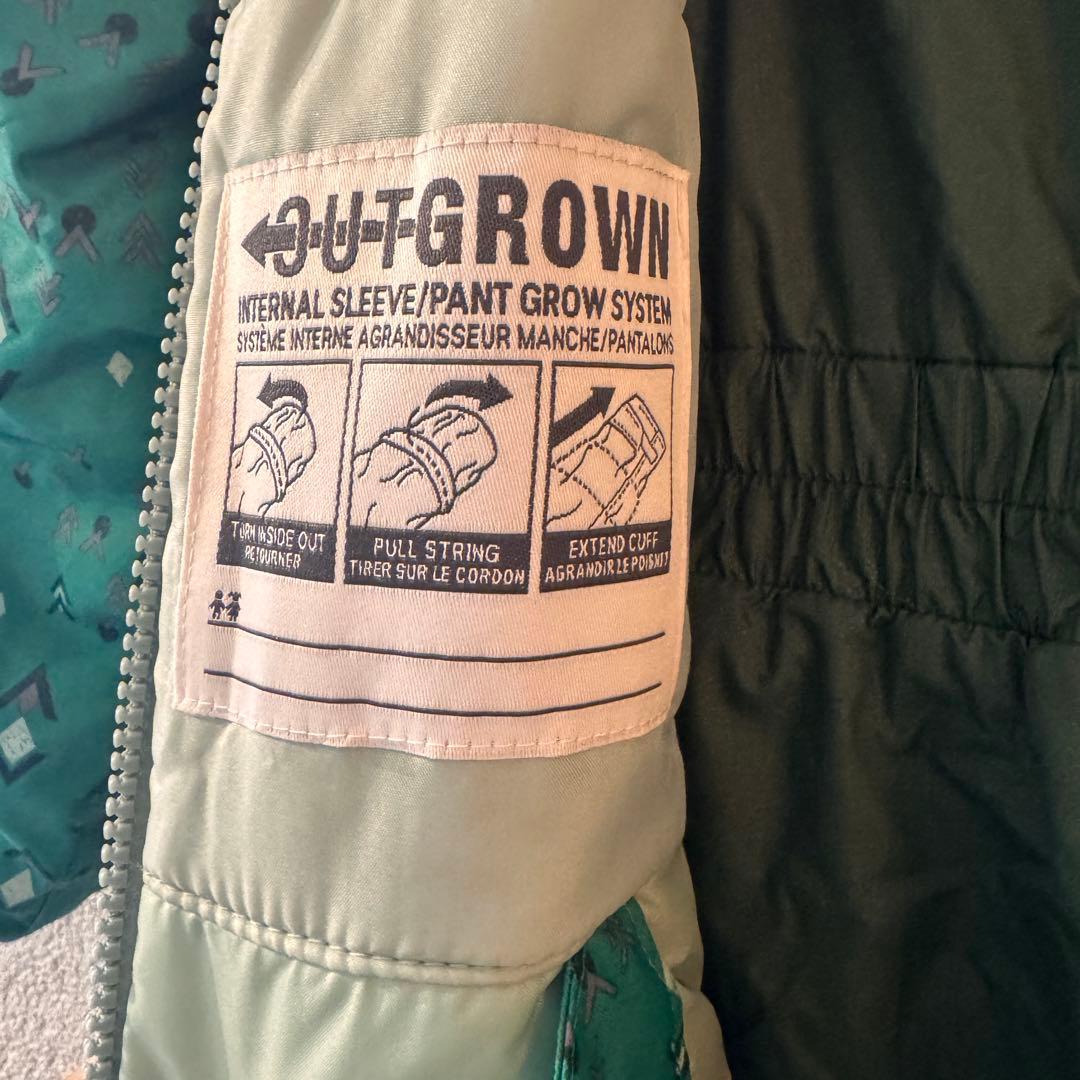 OUTGROWN
INTERNAL SLEEVE/PANT GROW SYSTEM
SYSTÈME INTERNE AGRANDISSEUR MANCHE/PANTALONS
TURN INSIDE OUT
RETOURNER
PULL STRING
TIRER SUR LE CORDON
EXTEND CUFF
AGRANDIR LE POIGNET